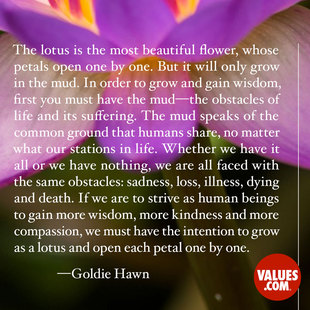 The lotus is the most beautiful flower, whose
petals open one by one. But it will only grow
in the mud. In order to grow and gain wisdom,
first you must have the mud—the obstacles of
life and its suffering. The mud speaks of the
common ground that humans share, no matter
what our stations in life. Whether we have it
all or we have nothing, we are all faced with
the same obstacles: sadness, loss, illness, dying
and death. If we are to strive as human beings
to gain more wisdom, more kindness and more
compassion, we must have the intention to grow
as a lotus and open each petal one by one.
—Goldie Hawn
VALUES
.COM